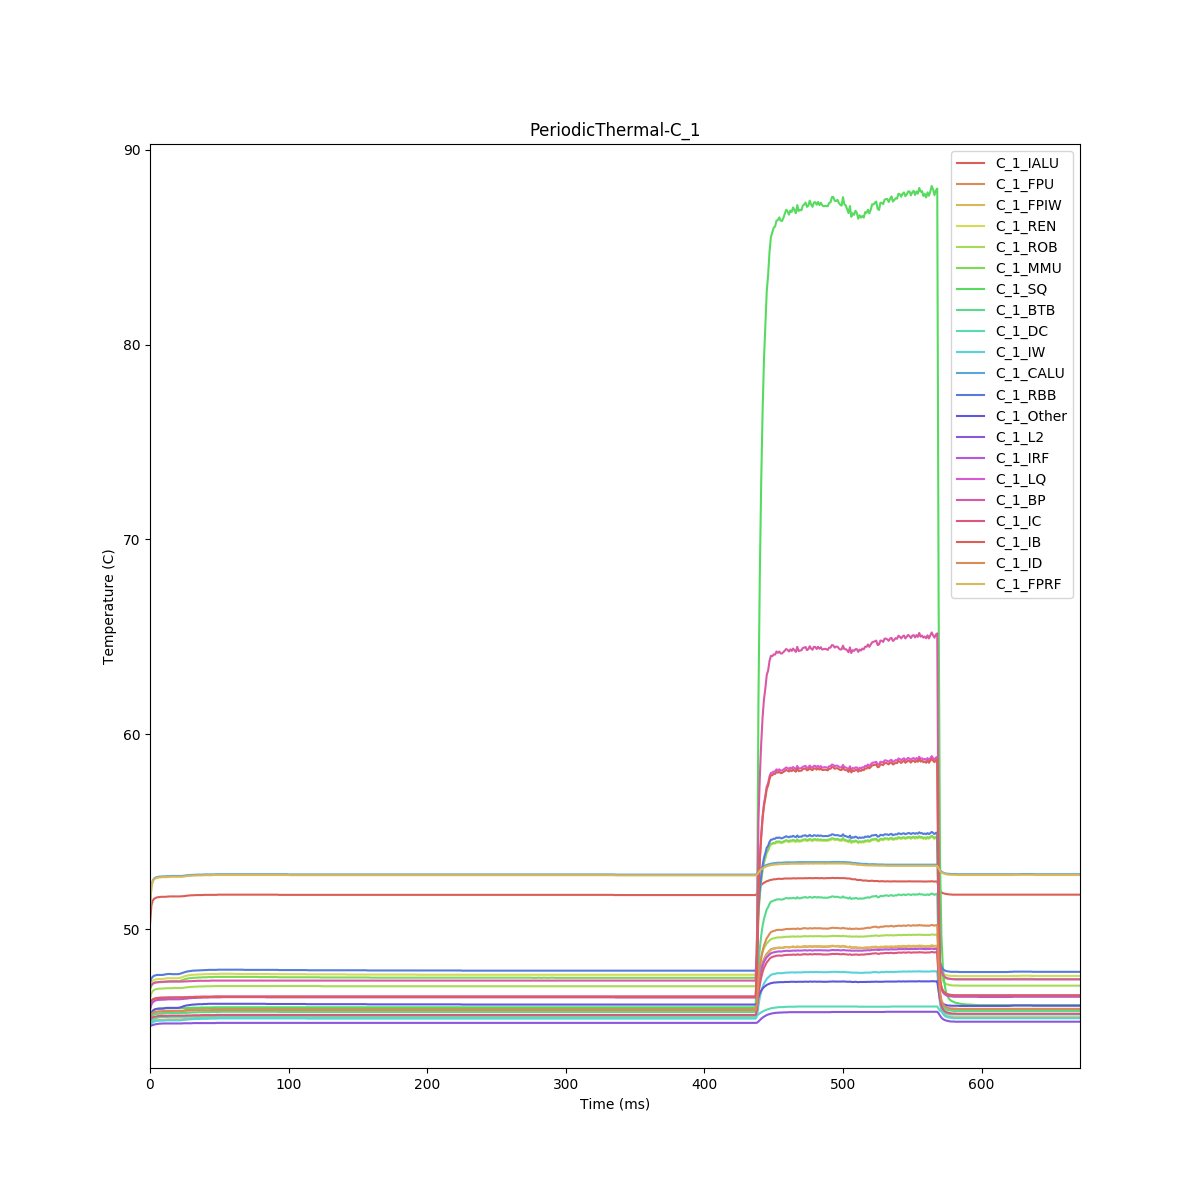 PeriodicThermal-C_1
90
80
70
60
50
Temperature (C)
0 100 200 300 400 500 600
Time (ms)
C_1_IALU
C_1_FPU
C_1_FPIW
C_1_REN
C_1_ROB
C_1_MMU
C_1_SQ
C_1_BTB
C_1_DC
C_1_IW
C_1_CALU
C_1_RBB
C_1_Other
C_1_L2
C_1_IRF
C_1_LQ
C_1_BP
C_1_IC
C_1_IB
C_1_ID
C_1_FPRF